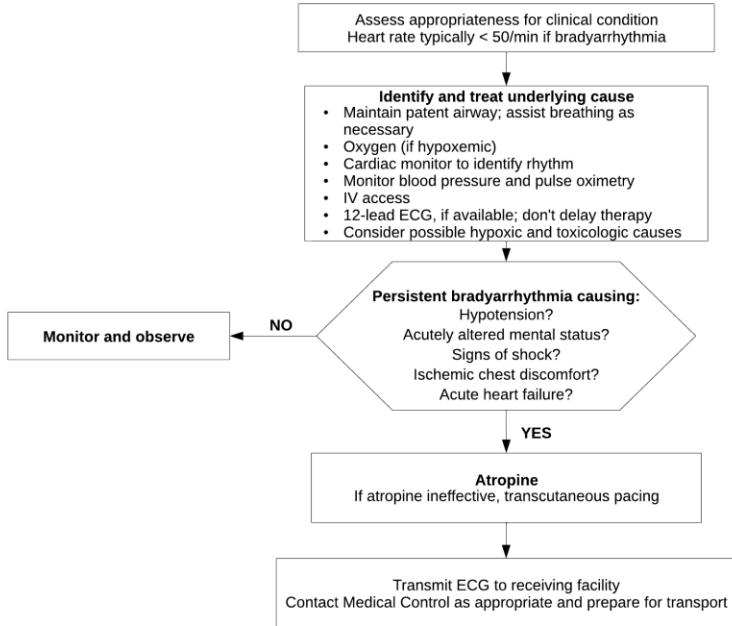 Assess appropriateness for clinical condition
Heart rate typically < 50/min if bradyarrhythmia
Identify and treat underlying cause
• Maintain patent airway; assist breathing as
necessary
• Oxygen (if hypoxemic)
• Cardiac monitor to identify rhythm
• Monitor blood pressure and pulse oximetry
• IV access
• 12-lead ECG, if available; don't delay therapy
• Consider possible hypoxic and toxicologic causes
Persistent bradyarrhythmia causing:
Hypotension?
Acutely altered mental status?
Signs of shock?
Ischemic chest discomfort?
Acute heart failure?
NO
Monitor and observe
YES
Atropine
If atropine ineffective, transcutaneous pacing
Transmit ECG to receiving facility
Contact Medical Control as appropriate and prepare for transport